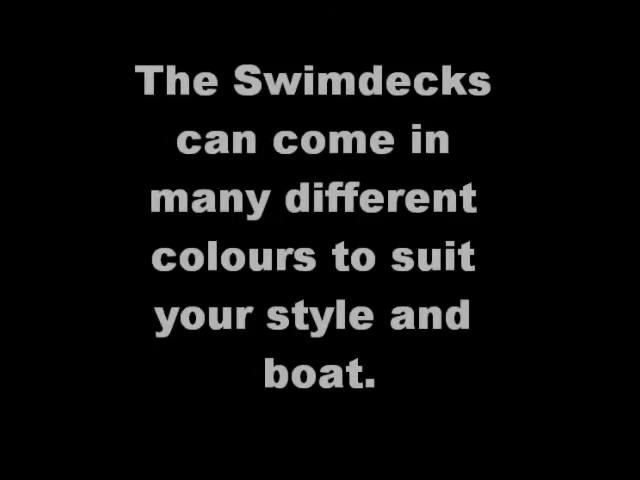 The Swimdecks
can come in
many different
colours to suit
your style and
boat.